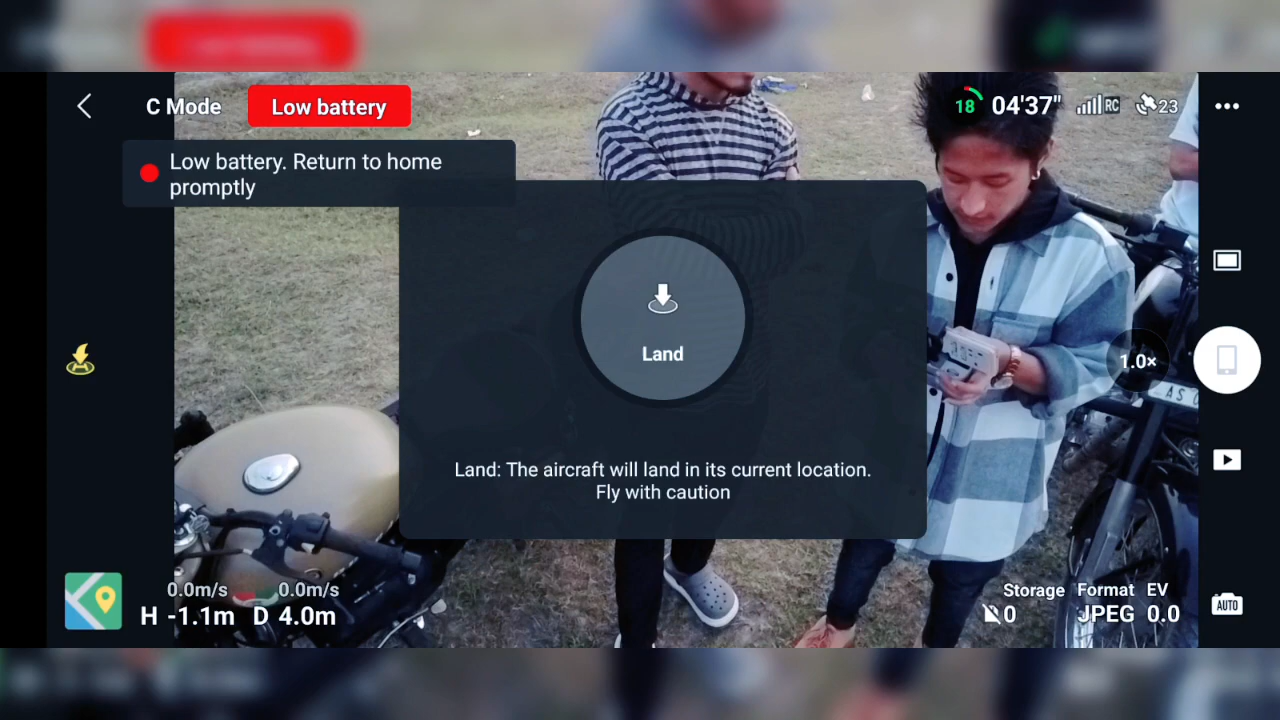 C Mode
Low battery
18
04'37"
RC
23
Low battery. Return to home
promptly
Land
1.0×
AS
Land: The aircraft will land in its current location.
Fly with caution
0.0m/s
0.0m/s
H -1.1m
D 4.0m
Storage
Format
EV
0
JPEG
0.0
AUTO